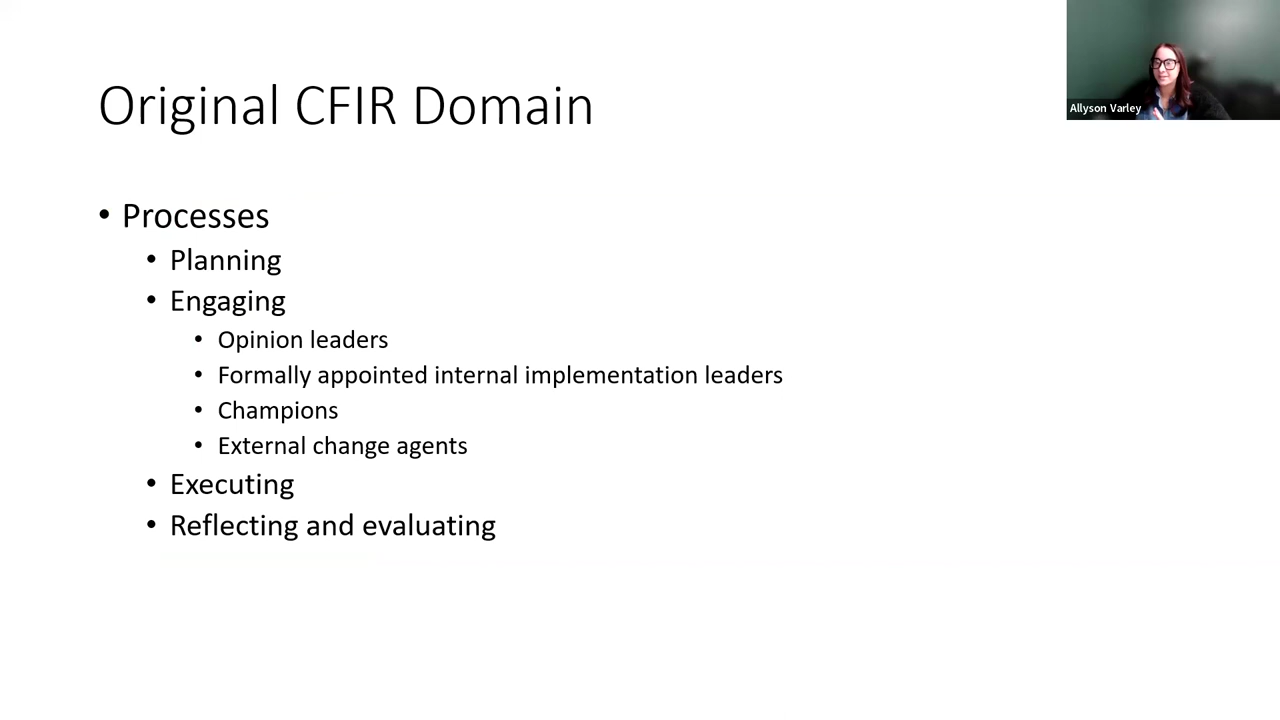 Original CFIR Domain
Allyson Varley
• Processes
• Planning
• Engaging
• Opinion leaders
• Formally appointed internal implementation leaders
• Champions
• External change agents
• Executing
• Reflecting and evaluating